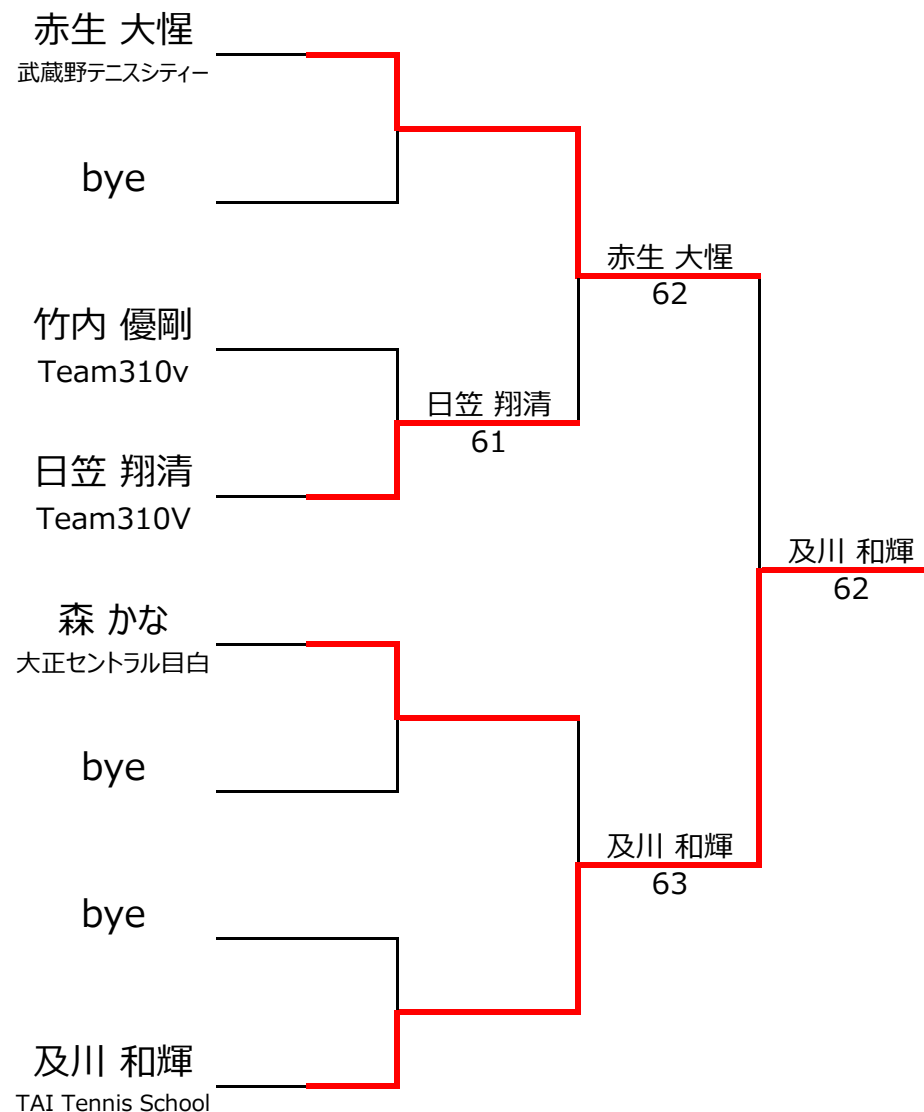 赤生 大惺
武蔵野テニスシティー
bye
竹内 優剛
Team310v
日笠 翔清
Team310V
森 かな
大正セントラル目白
bye
bye
及川 和輝
TAI Tennis School
日笠 翔清
61
赤生 大惺
62
及川 和輝
63
及川 和輝
62